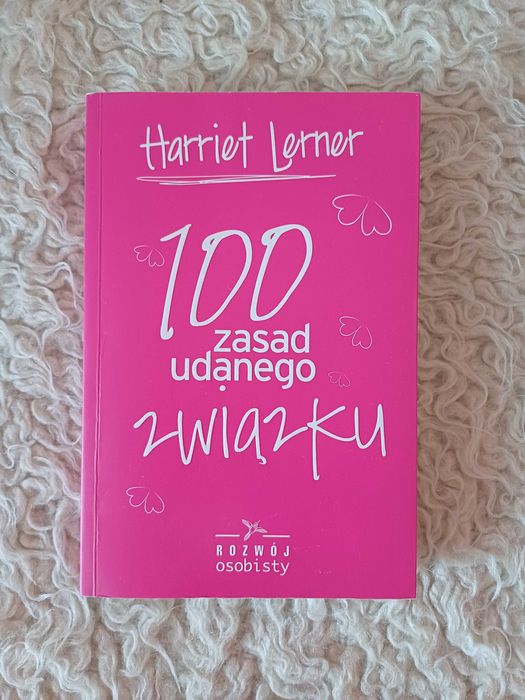 Harriet Lerner
100
zasad
udanego
związku
ROZWÓJ
osobisty